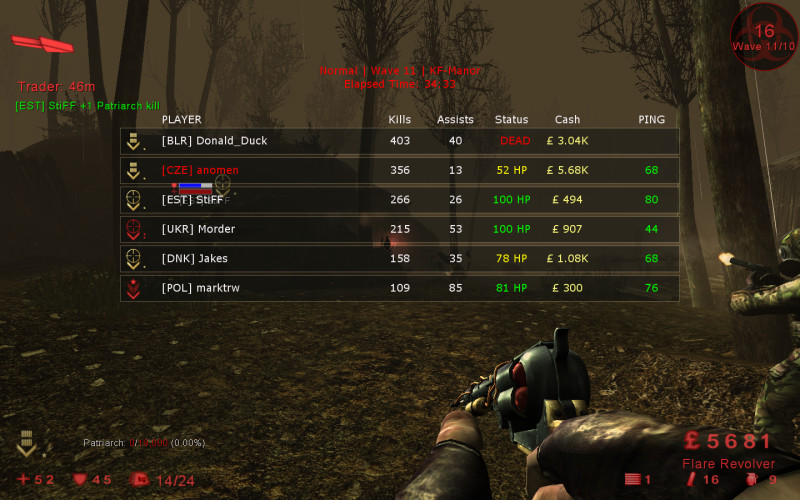 16
Wave 11/10
Normal | Wave 11 | KF-Manor
Elapsed Time: 34:33
Trader: 46m
[EST] StiFF +1 Patriarch kill
PLAYER Kills Assists Status Cash PING
[BLR] Donald_Duck 403 40 DEAD £ 3.04K
[CZE] anomen 356 13 52 HP £ 5.68K 68
[EST] StiFF 266 26 100 HP £ 494 80
[UKR] Morder 215 53 100 HP £ 907 44
[DNK] Jakes 158 35 78 HP £ 1.08K 68
[POL] marktrw 109 85 81 HP £ 300 76
Patriarch: (0.00%)
£ 5681
Flare Revolver
52 45 14/24 1 16 9